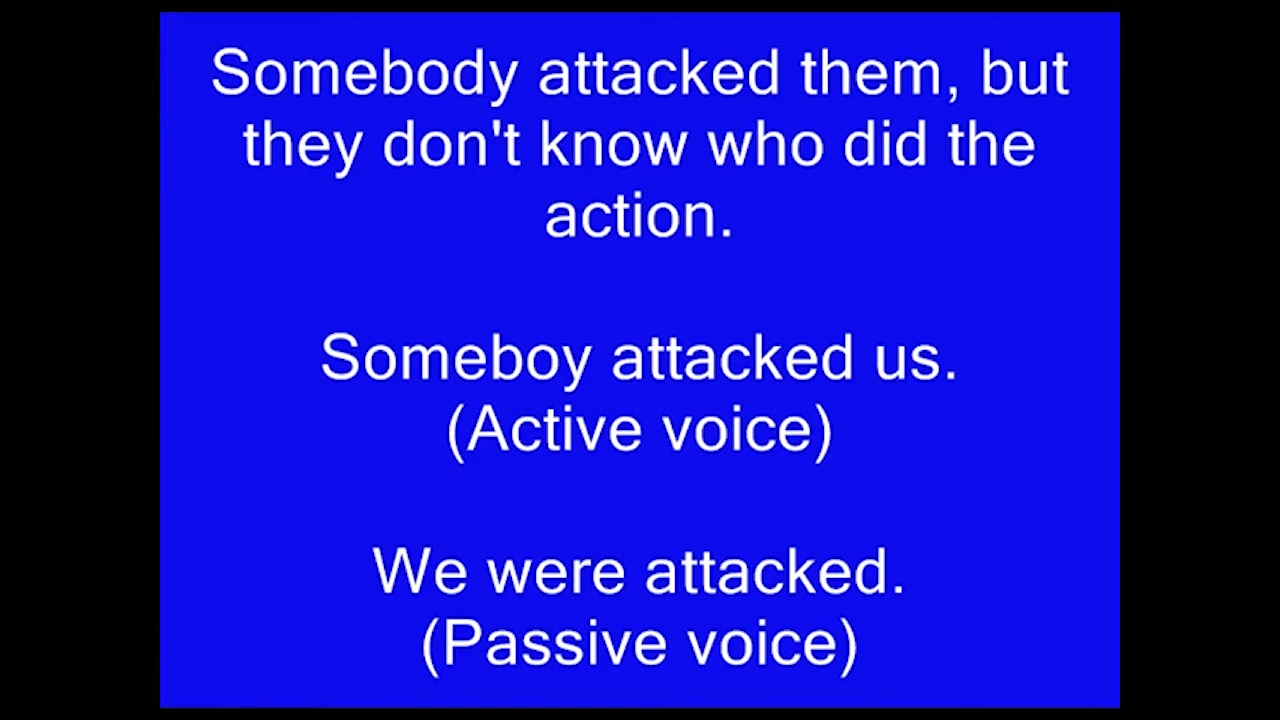 Somebody attacked them, but
they don't know who did the
action.
Someboy attacked us.
(Active voice)
We were attacked.
(Passive voice)